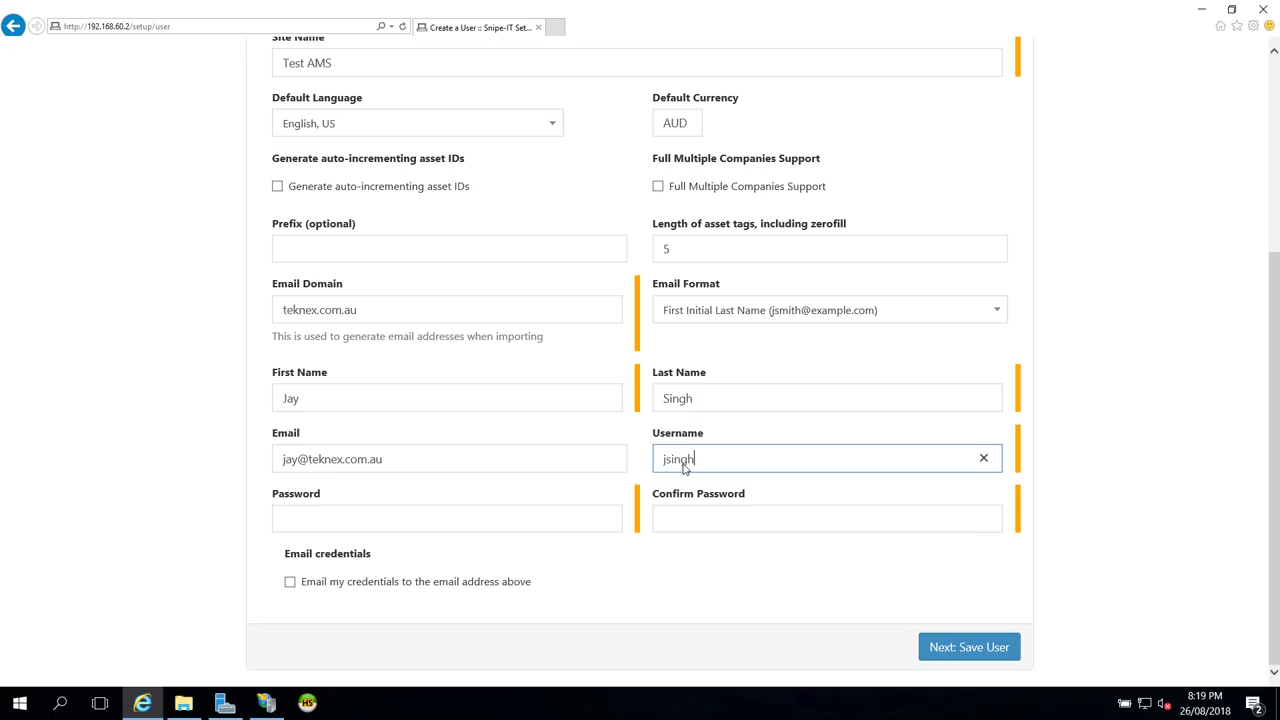 http://192.168.60.2/setup/user
Create a User :: Snipe-IT Set...
Site Name
Test AMS
Default Language
Default Currency
English, US
AUD
Generate auto-incrementing asset IDs
Full Multiple Companies Support
Generate auto-incrementing asset IDs
Full Multiple Companies Support
Prefix (optional)
Length of asset tags, including zerofill
5
Email Domain
Email Format
teknex.com.au
First Initial Last Name (jsmith@example.com)
This is used to generate email addresses when importing
First Name
Last Name
Jay
Singh
Email
Username
jay@teknex.com.au
jsingh
Password
Confirm Password
Email credentials
Email my credentials to the email address above
Next: Save User
HS
8:19 PM
26/08/2018
2